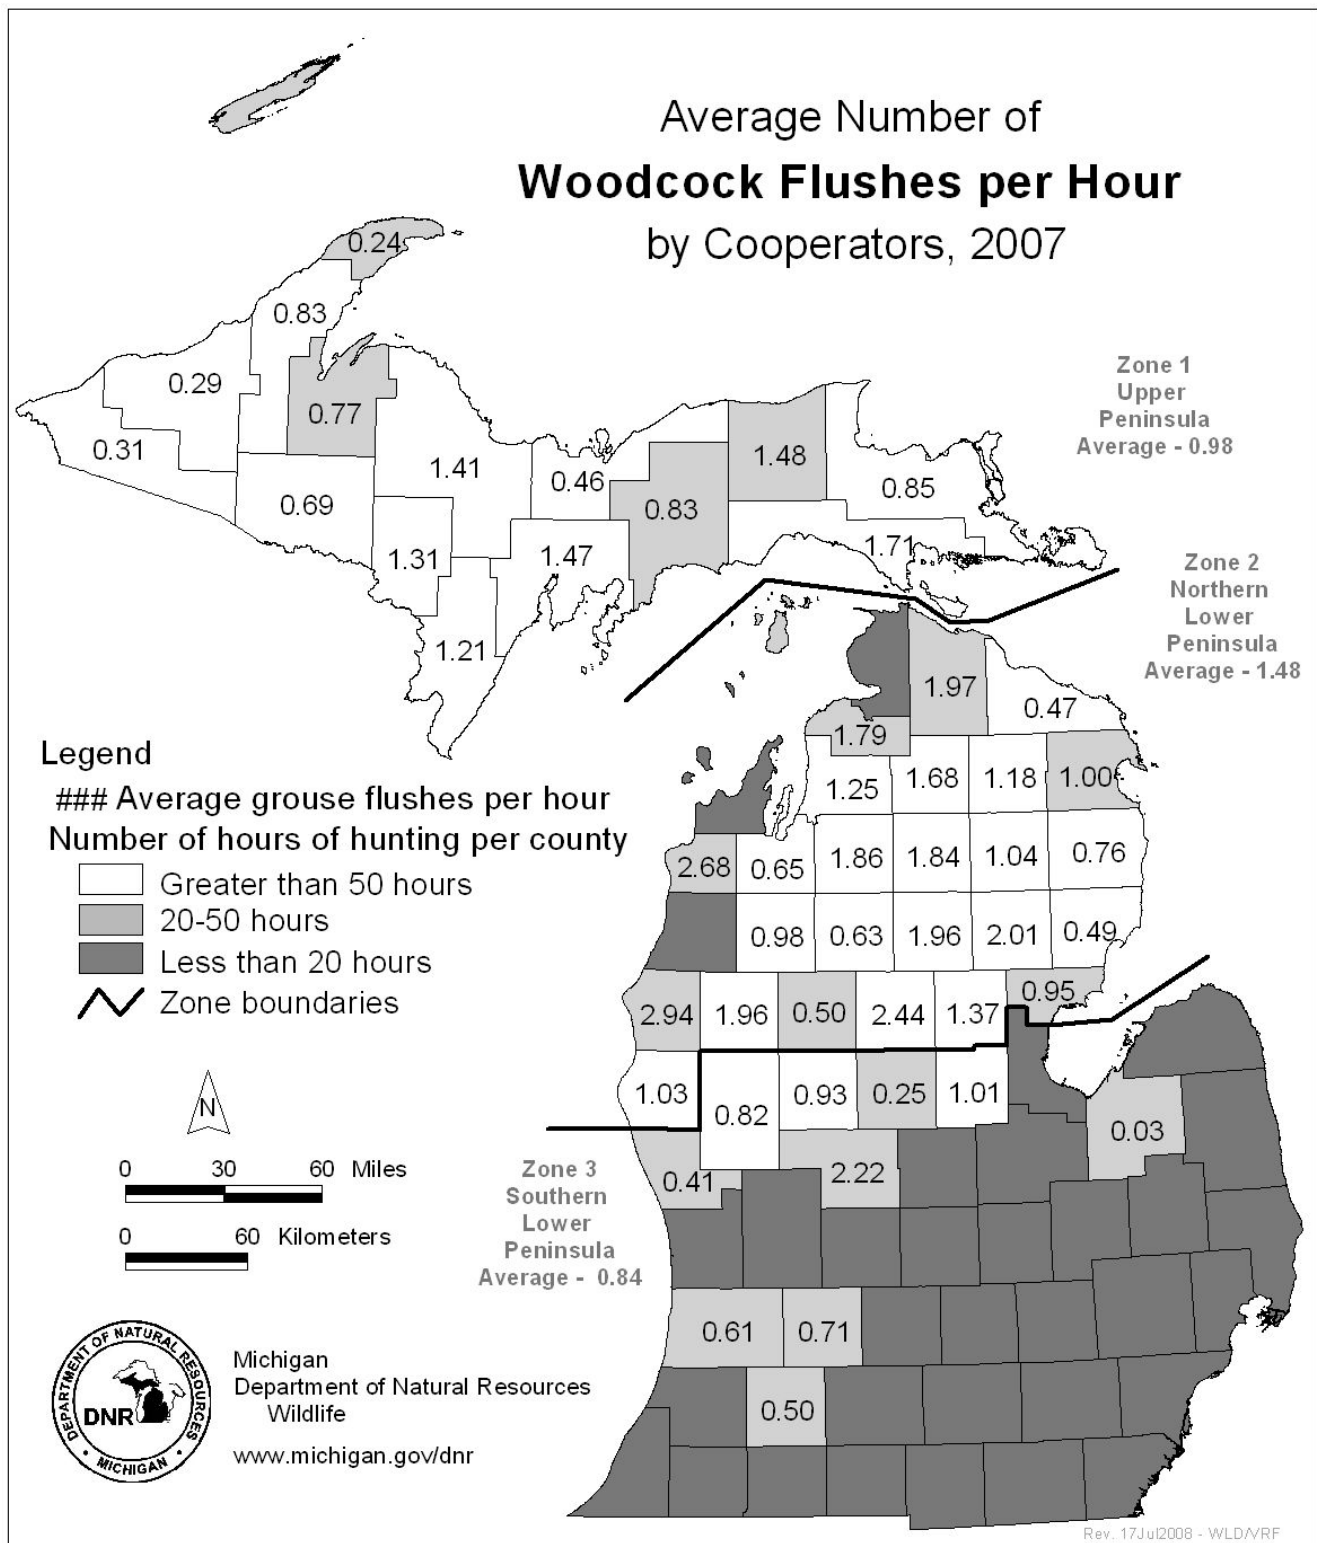 Average Number of
Woodcock Flushes per Hour
by Cooperators, 2007
0.24
0.83
0.29
0.77
0.31
1.41
0.69
0.46
1.48
0.83
0.85
1.31
1.47
1.71
1.21
Zone 1
Upper
Peninsula
Average - 0.98
Zone 2
Northern
Lower
Peninsula
Average - 1.48
1.97
0.47
1.79
1.25
1.68
1.18
1.00
2.68
0.65
1.86
1.84
1.04
0.76
0.98
0.63
1.96
2.01
0.49
2.94
1.96
0.50
2.44
1.37
0.95
1.03
0.82
0.93
0.25
1.01
0.03
0.41
2.22
0.61
0.71
0.50
Legend
### Average grouse flushes per hour
Number of hours of hunting per county
Greater than 50 hours
20-50 hours
Less than 20 hours
Zone boundaries
N
0 30 60 Miles
0 60 Kilometers
Zone 3
Southern
Lower
Peninsula
Average - 0.84
DEPARTMENT OF NATURAL RESOURCES
DNR
MICHIGAN
Michigan
Department of Natural Resources
Wildlife
www.michigan.gov/dnr
Rev. 17Jul2008 - WLD/VRF